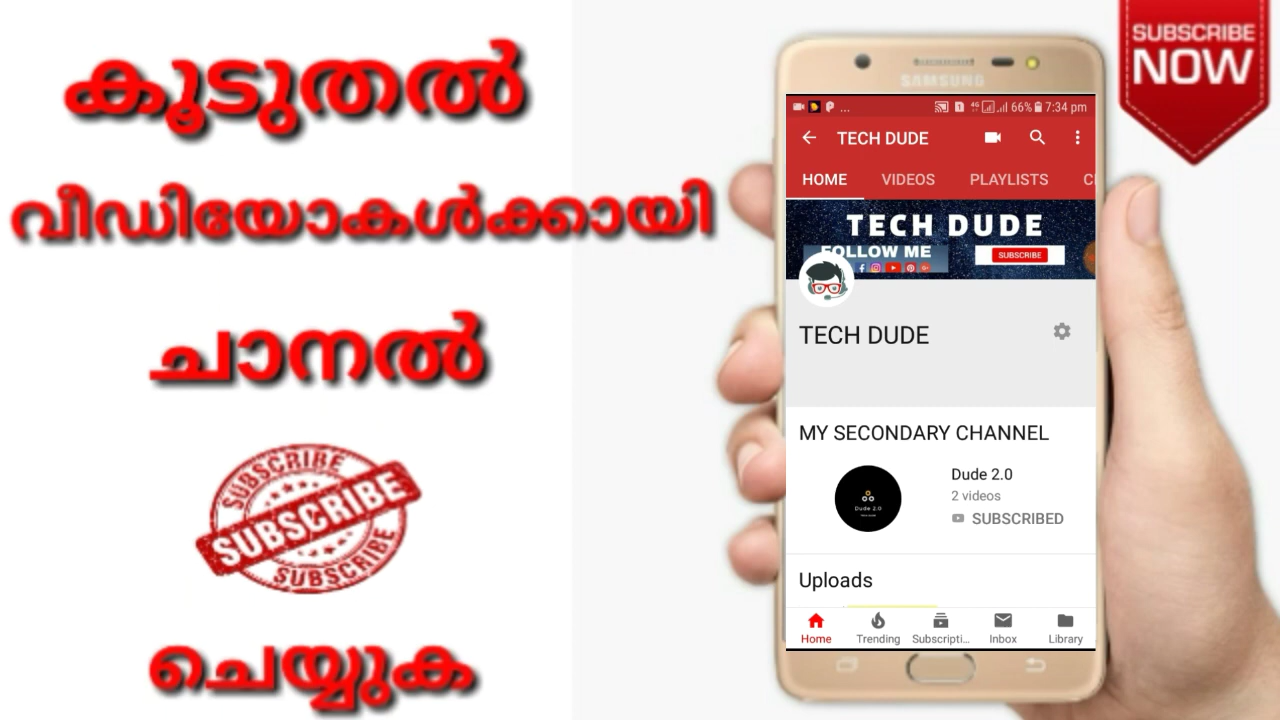 കൂടുതൽ
വീഡിയോകൾക്കായി
ചാനൽ
SUBSCRIBE
SUBSCRIBE
SUBSCRIBE
ചെയ്യുക
SAMSUNG
... 4G 66% 7:34 pm
TECH DUDE
HOME VIDEOS PLAYLISTS C
TECH DUDE
FOLLOW ME
SUBSCRIBE
TECH DUDE
MY SECONDARY CHANNEL
Dude 2.0
Dude 2.0
2 videos
SUBSCRIBED
Uploads
Home Trending Subscripti... Inbox Library
SUBSCRIBE
NOW